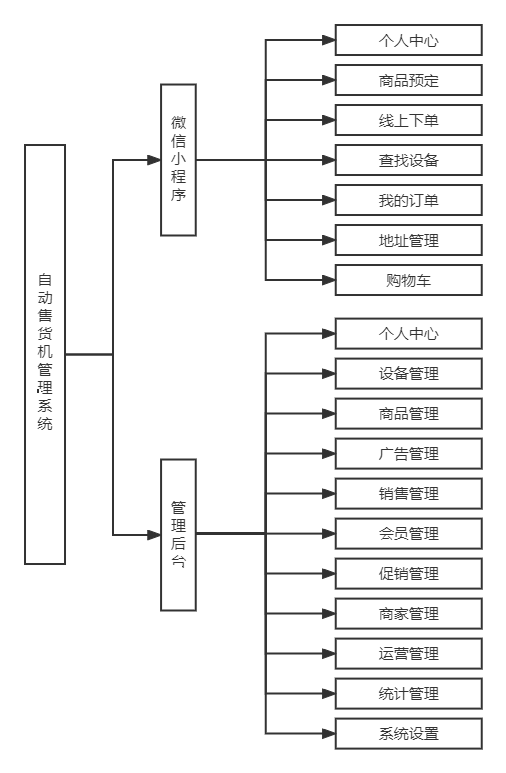 自动售货机管理系统
微信小程序
个人中心
商品预定
线上下单
查找设备
我的订单
地址管理
购物车
管理后台
个人中心
设备管理
商品管理
广告管理
销售管理
会员管理
促销管理
商家管理
运营管理
统计管理
系统设置